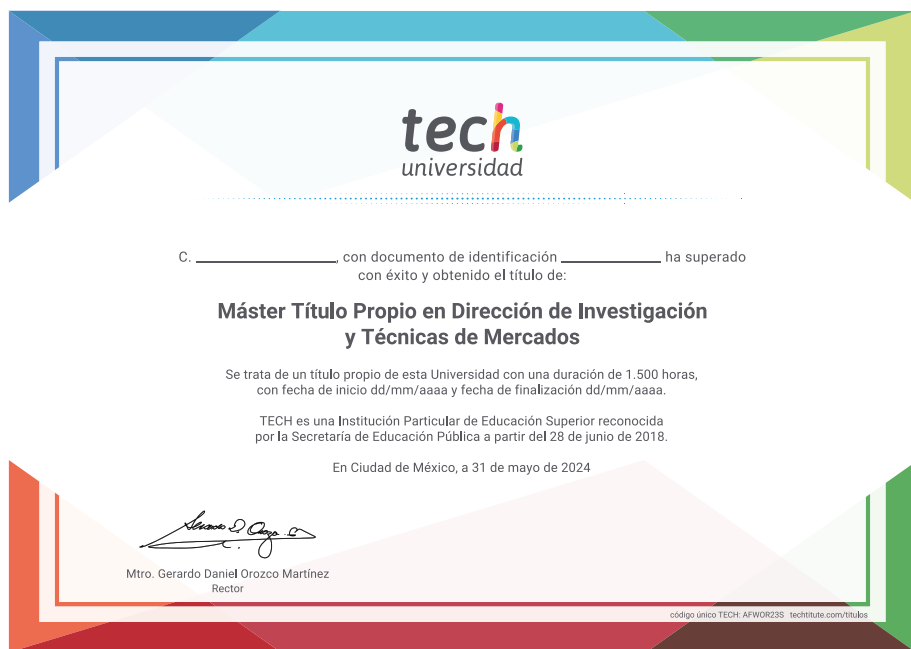 tech
universidad
C. __________________, con documento de identificación _____________ ha superado
con éxito y obtenido el título de:
Máster Título Propio en Dirección de Investigación
y Técnicas de Mercados
Se trata de un título propio de esta Universidad con una duración de 1.500 horas,
con fecha de inicio dd/mm/aaaa y fecha de finalización dd/mm/aaaa.
TECH es una Institución Particular de Educación Superior reconocida
por la Secretaría de Educación Pública a partir del 28 de junio de 2018.
En Ciudad de México, a 31 de mayo de 2024
Mtro. Gerardo Daniel Orozco Martínez
Rector
código único TECH: AFWOR23S techtitute.com/titulos